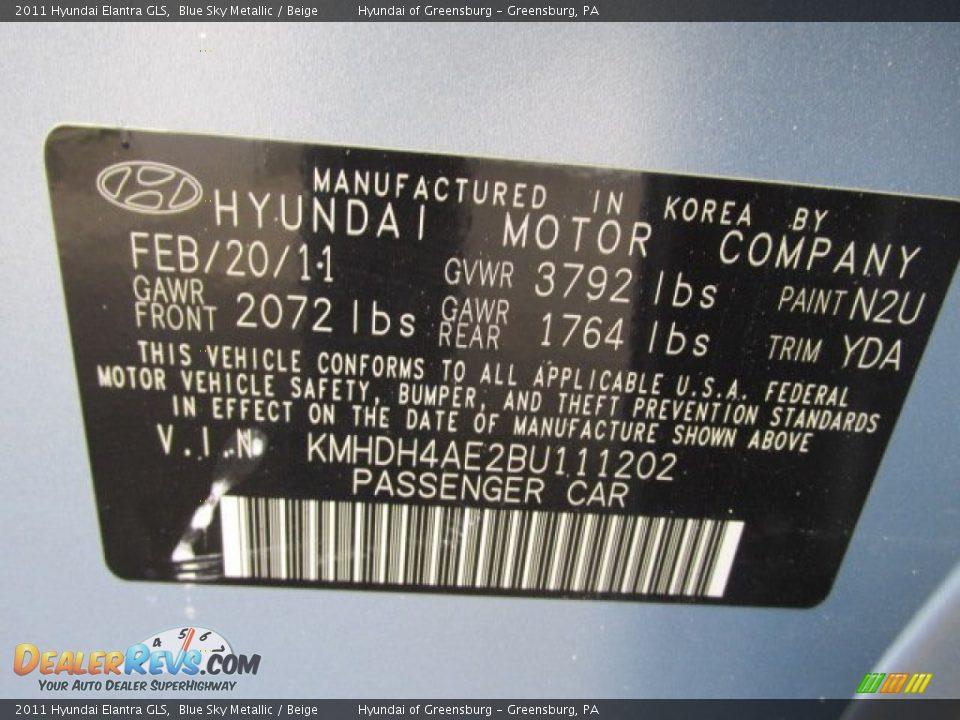 2011 Hyundai Elantra GLS, Blue Sky Metallic / Beige Hyundai of Greensburg - Greensburg, PA
MANUFACTURED IN KOREA BY
HYUNDAI MOTOR COMPANY
FEB/20/11 GVWR 3792 lbs PAINT N2U
GAWR FRONT 2072 lbs GAWR REAR 1764 lbs TRIM YDA
THIS VEHICLE CONFORMS TO ALL APPLICABLE U.S.A. FEDERAL
MOTOR VEHICLE SAFETY, BUMPER, AND THEFT PREVENTION STANDARDS
IN EFFECT ON THE DATE OF MANUFACTURE SHOWN ABOVE
V.I.N. KMHDH4AE2BU111202
PASSENGER CAR
4 5 6
DEALERREVS.COM
YOUR AUTO DEALER SUPERHIGHWAY
2011 Hyundai Elantra GLS, Blue Sky Metallic / Beige Hyundai of Greensburg - Greensburg, PA